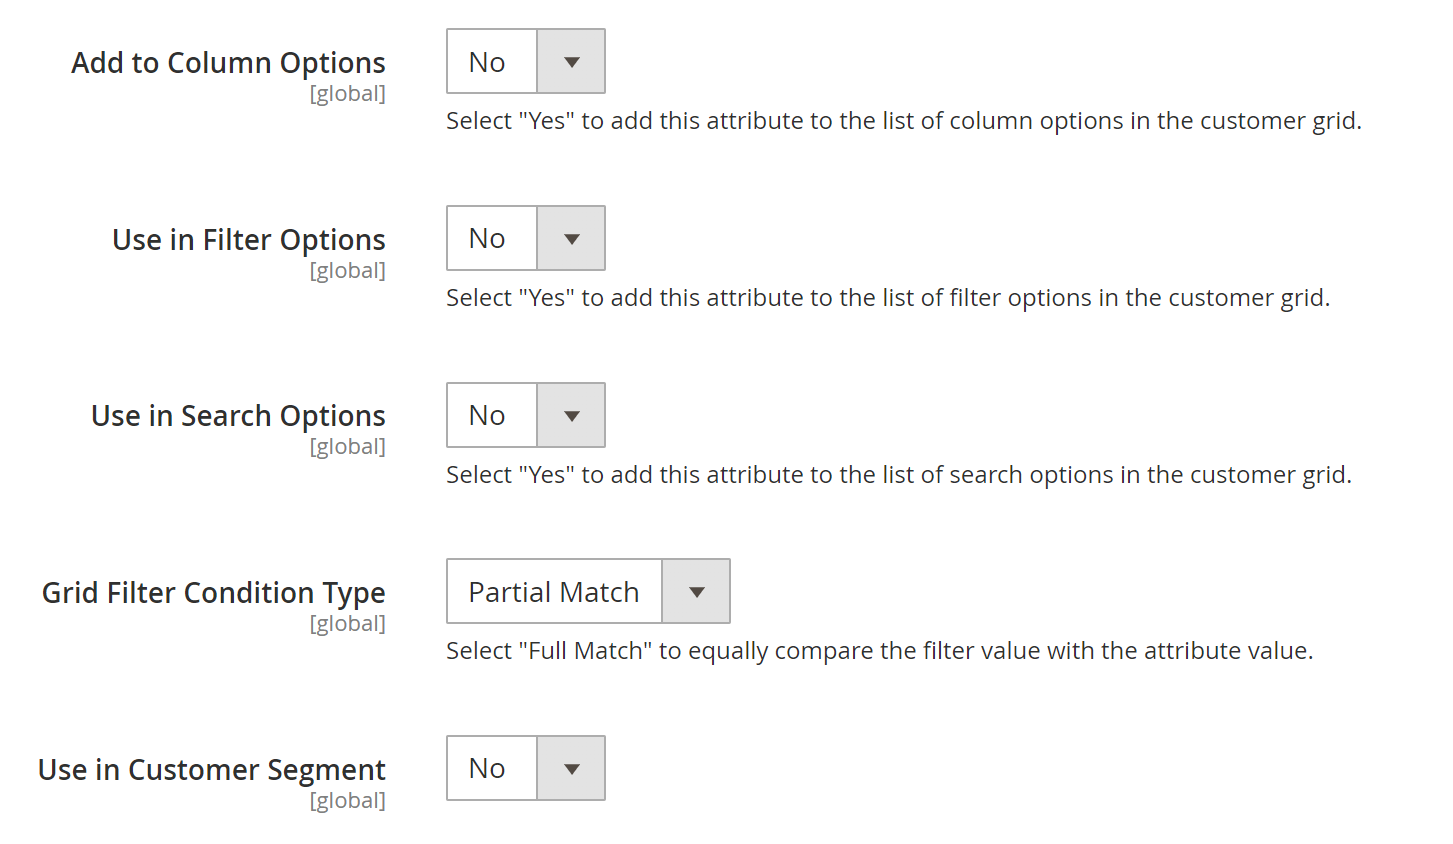 Add to Column Options
No
[global]
Select "Yes" to add this attribute to the list of column options in the customer grid.
Use in Filter Options
No
[global]
Select "Yes" to add this attribute to the list of filter options in the customer grid.
Use in Search Options
No
[global]
Select "Yes" to add this attribute to the list of search options in the customer grid.
Grid Filter Condition Type
Partial Match
[global]
Select "Full Match" to equally compare the filter value with the attribute value.
Use in Customer Segment
No
[global]